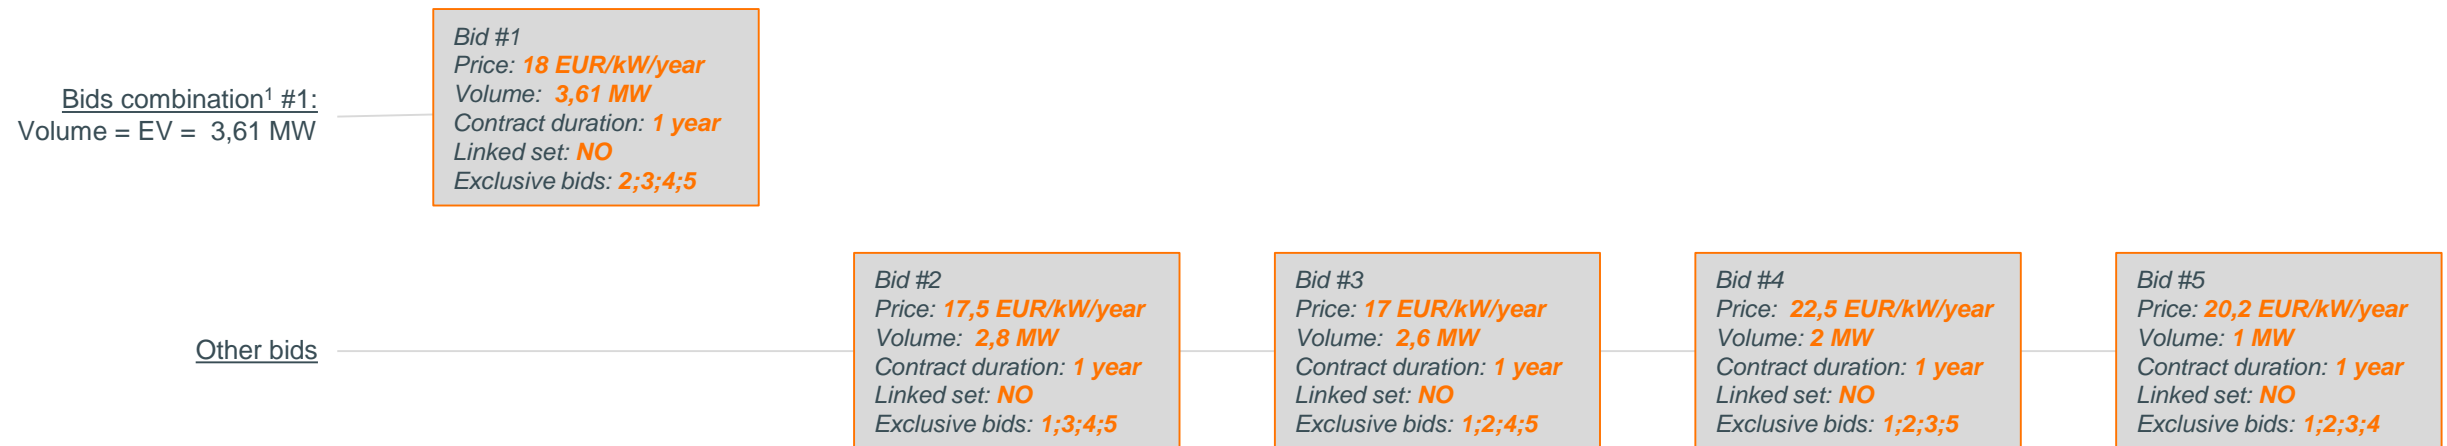 Bids combination¹ #1:
Volume = EV = 3,61 MW
Bid #1
Price: 18 EUR/kW/year
Volume: 3,61 MW
Contract duration: 1 year
Linked set: NO
Exclusive bids: 2;3;4;5
Other bids
Bid #2
Price: 17,5 EUR/kW/year
Volume: 2,8 MW
Contract duration: 1 year
Linked set: NO
Exclusive bids: 1;3;4;5
Bid #3
Price: 17 EUR/kW/year
Volume: 2,6 MW
Contract duration: 1 year
Linked set: NO
Exclusive bids: 1;2;4;5
Bid #4
Price: 22,5 EUR/kW/year
Volume: 2 MW
Contract duration: 1 year
Linked set: NO
Exclusive bids: 1;2;3;5
Bid #5
Price: 20,2 EUR/kW/year
Volume: 1 MW
Contract duration: 1 year
Linked set: NO
Exclusive bids: 1;2;3;4